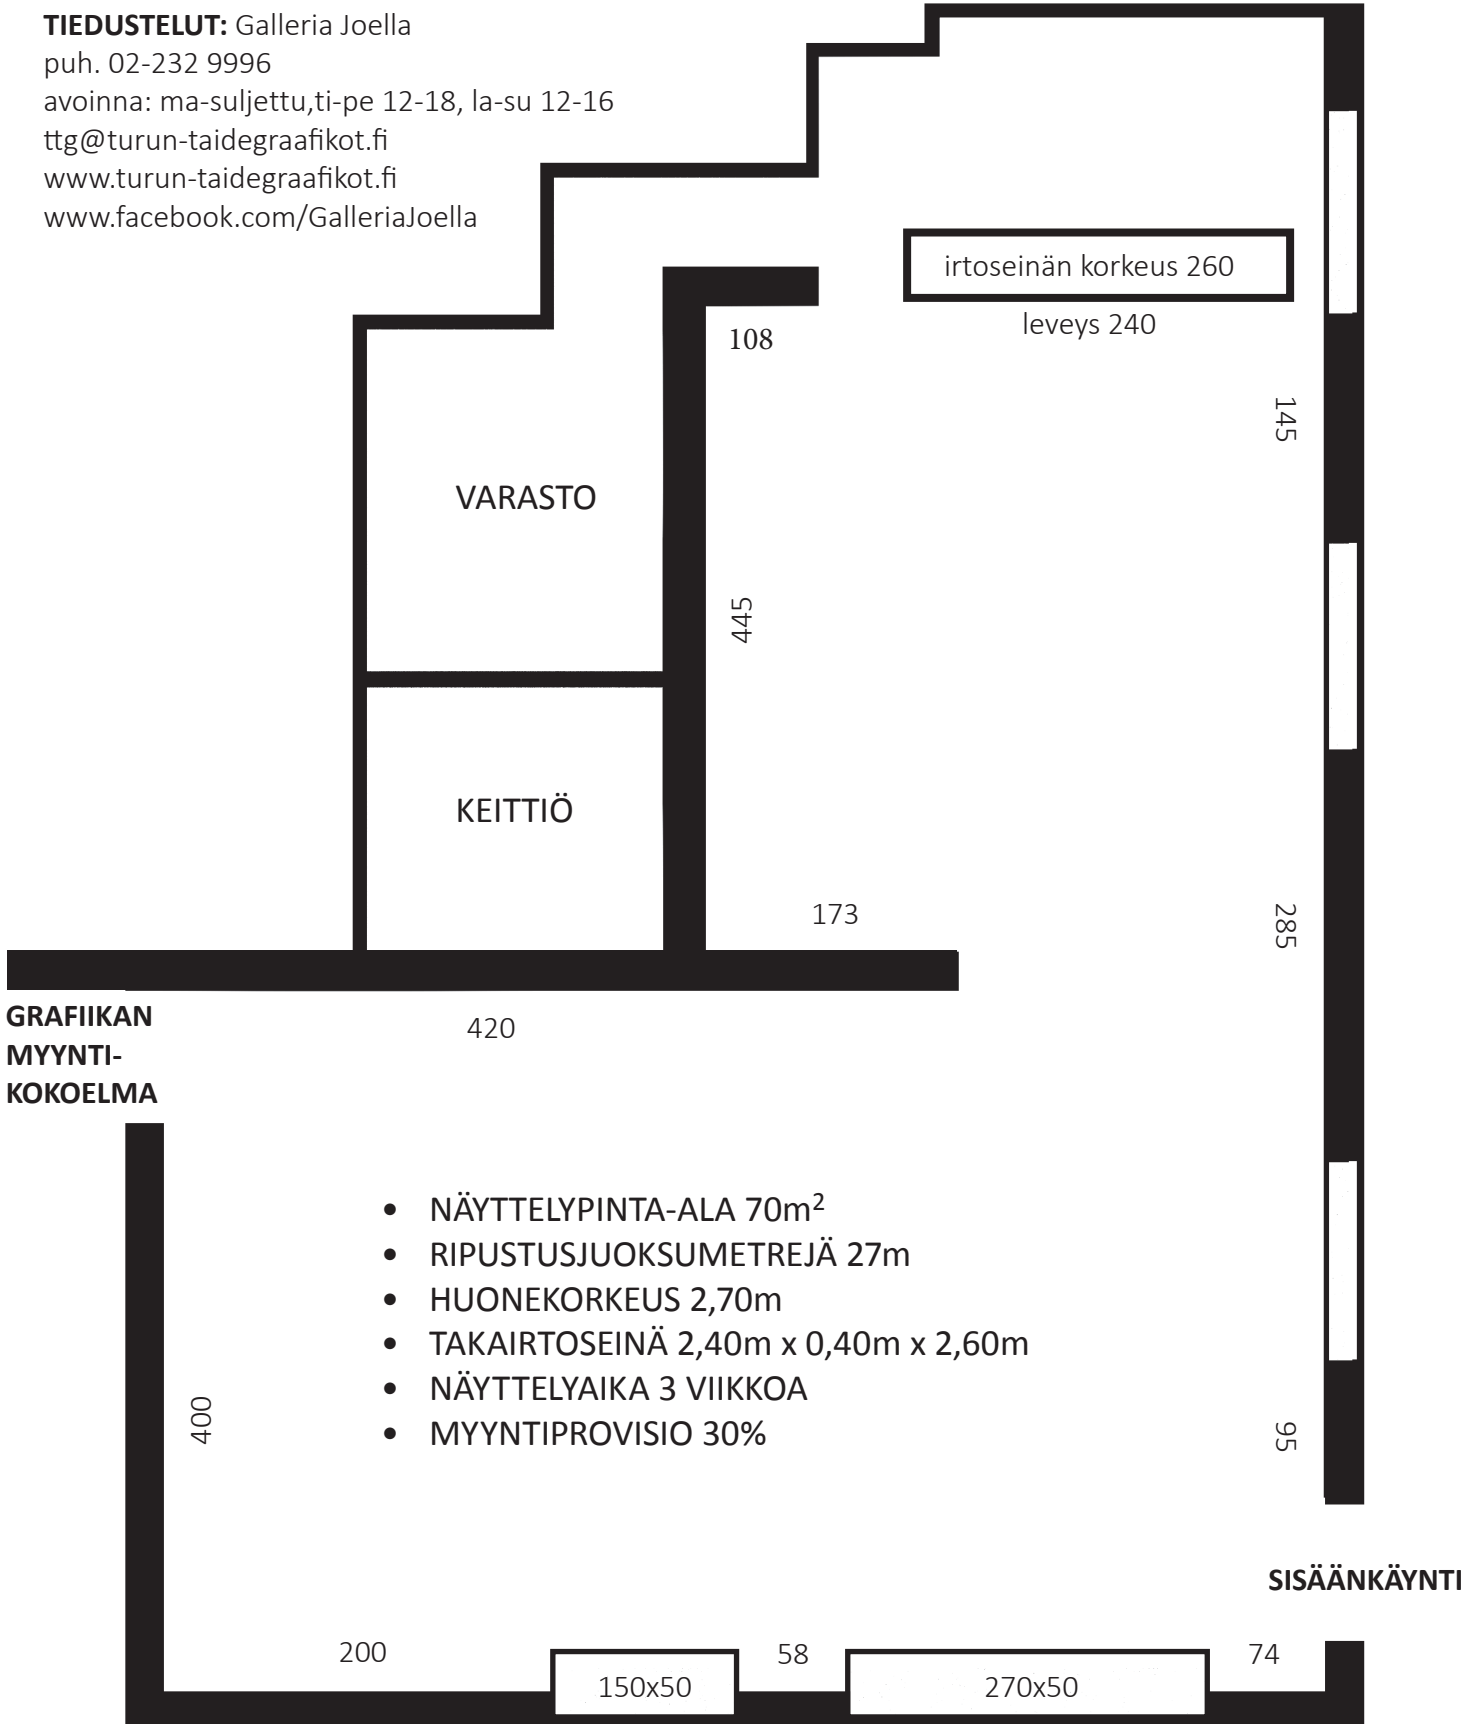 TIEDUSTELUT: Galleria Joella
puh. 02-232 9996
avoinna: ma-suljettu,ti-pe 12-18, la-su 12-16
ttg@turun-taidegraafikot.fi
www.turun-taidegraafikot.fi
www.facebook.com/GalleriaJoella
irtoseinän korkeus 260
leveys 240
108
145
VARASTO
445
KEITTIÖ
173
285
GRAFIIKAN
MYYNTI-
KOKOELMA
420
• NÄYTTELYPINTA-ALA 70m²
• RIPUSTUSJUOKSUMETREJÄ 27m
• HUONEKORKEUS 2,70m
• TAKAIRTOSEINÄ 2,40m x 0,40m x 2,60m
• NÄYTTELYAIKA 3 VIIKKOA
• MYYNTIPROVISIO 30%
400
95
SISÄÄNKÄYNTI
200
58
74
150x50
270x50